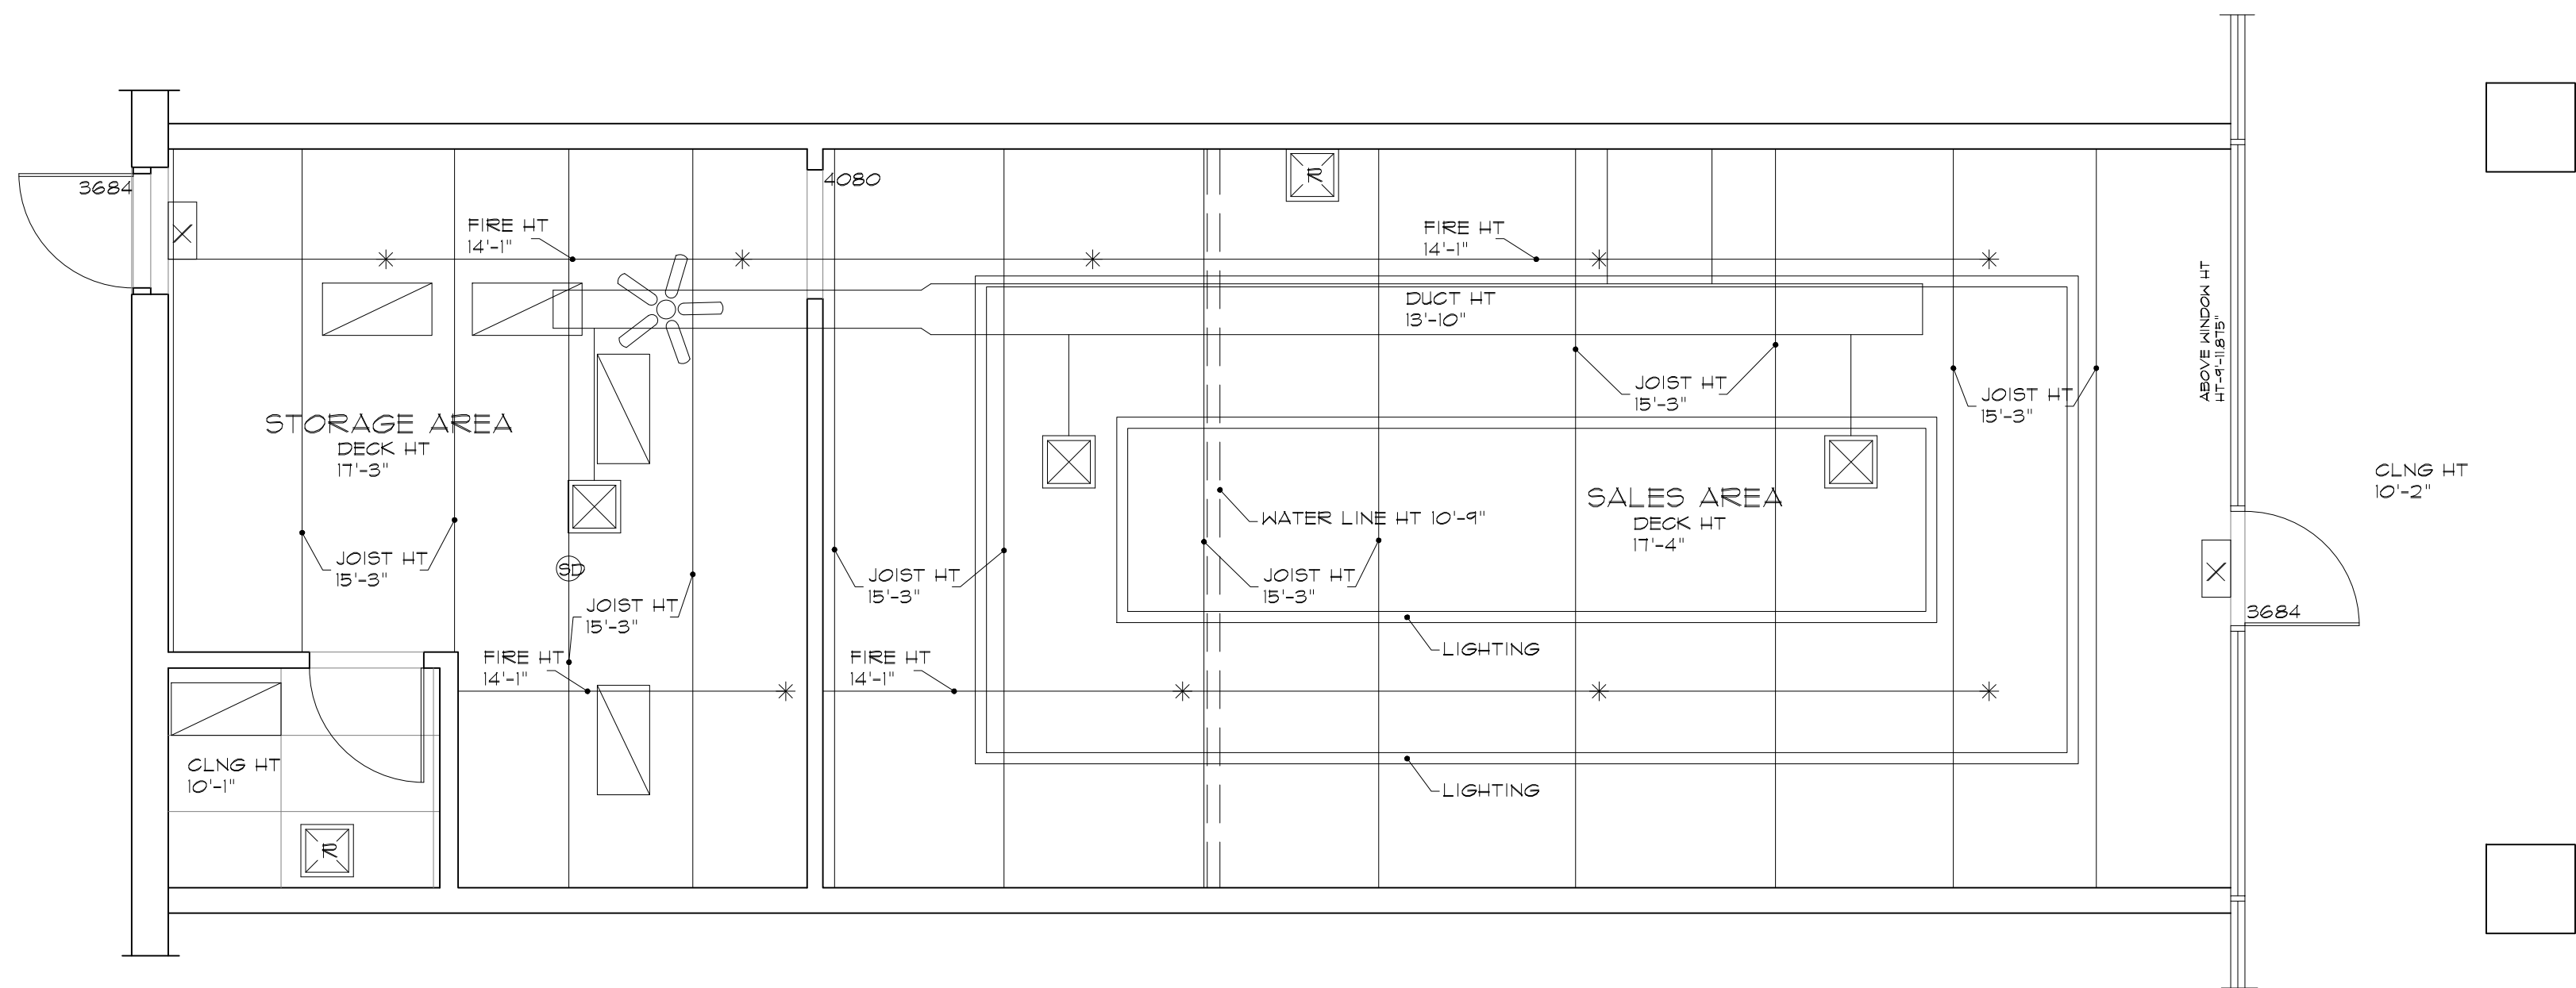 3684
4080
FIRE HT
14'-1"
FIRE HT
14'-1"
R
X
DUCT HT
13'-10"
ABOVE WINDOW HT
HT-9'-11.875"
JOIST HT
15'-3"
JOIST HT
15'-3"
STORAGE AREA
DECK HT
17'-3"
CLNG HT
10'-2"
SALES AREA
DECK HT
17'-4"
WATER LINE HT 10'-9"
JOIST HT
15'-3"
SD
JOIST HT
15'-3"
JOIST HT
15'-3"
JOIST HT
15'-3"
X
3684
LIGHTING
FIRE HT
14'-1"
FIRE HT
14'-1"
CLNG HT
10'-1"
LIGHTING
R